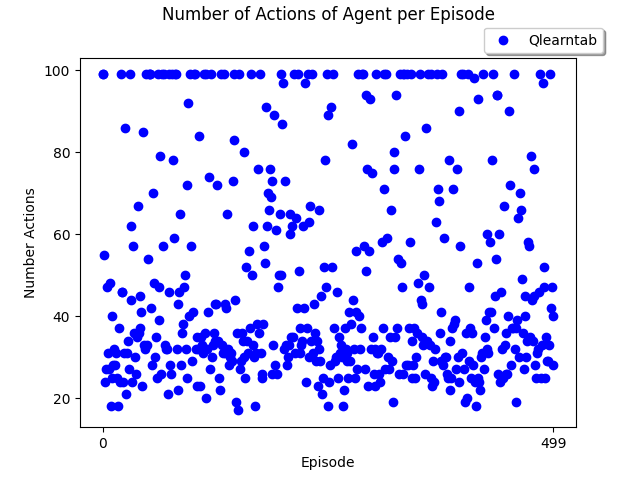 Number of Actions of Agent per Episode
Qlearntab
100
80
60
40
20
Number Actions
0
499
Episode